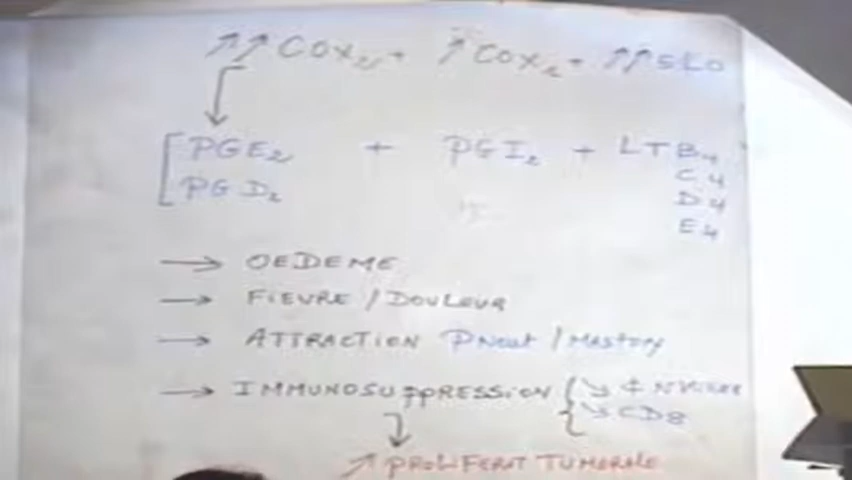 ↗↗ COX₂ + ↗ COX₂ + ↗↗ 5LO
PGE₂ + PGI₂ + LTB₄
PGD₂ C₄
D₄
E₄
→ OEDEME
→ FIEVRE / DOULEUR
→ ATTRACTION PNeut / MASTOcy
→ IMMUNOSUPPRESSION { ↘
↘ CD8
↗ PROLIFERAT TUMORALE